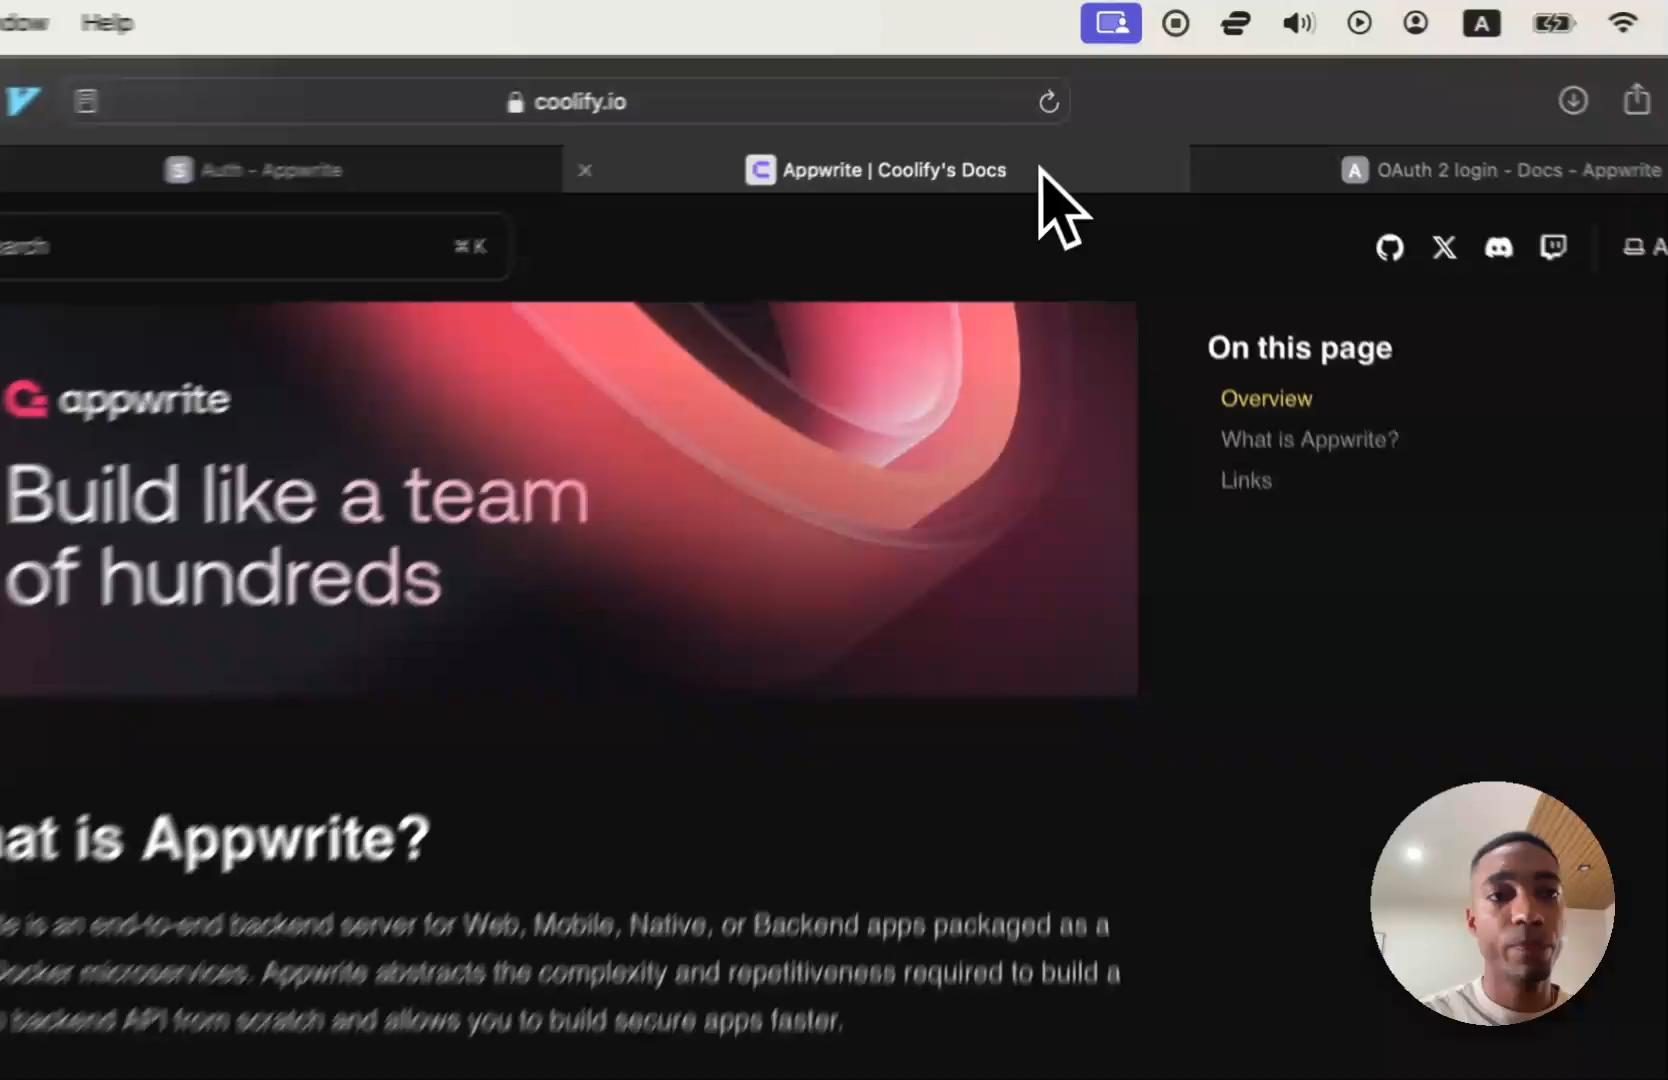 Help
A
coolify.io
S
Auth - Appwrite
Appwrite | Coolify's Docs
A
OAuth 2 login - Docs - Appwrite
⌘K
A
appwrite
Build like a team
of hundreds
On this page
Overview
What is Appwrite?
Links
at is Appwrite?
is an end-to-end backend server for Web, Mobile, Native, or Backend apps packaged as a
ocker microservices. Appwrite abstracts the complexity and repetitiveness required to build a
backend API from scratch and allows you to build secure apps faster.